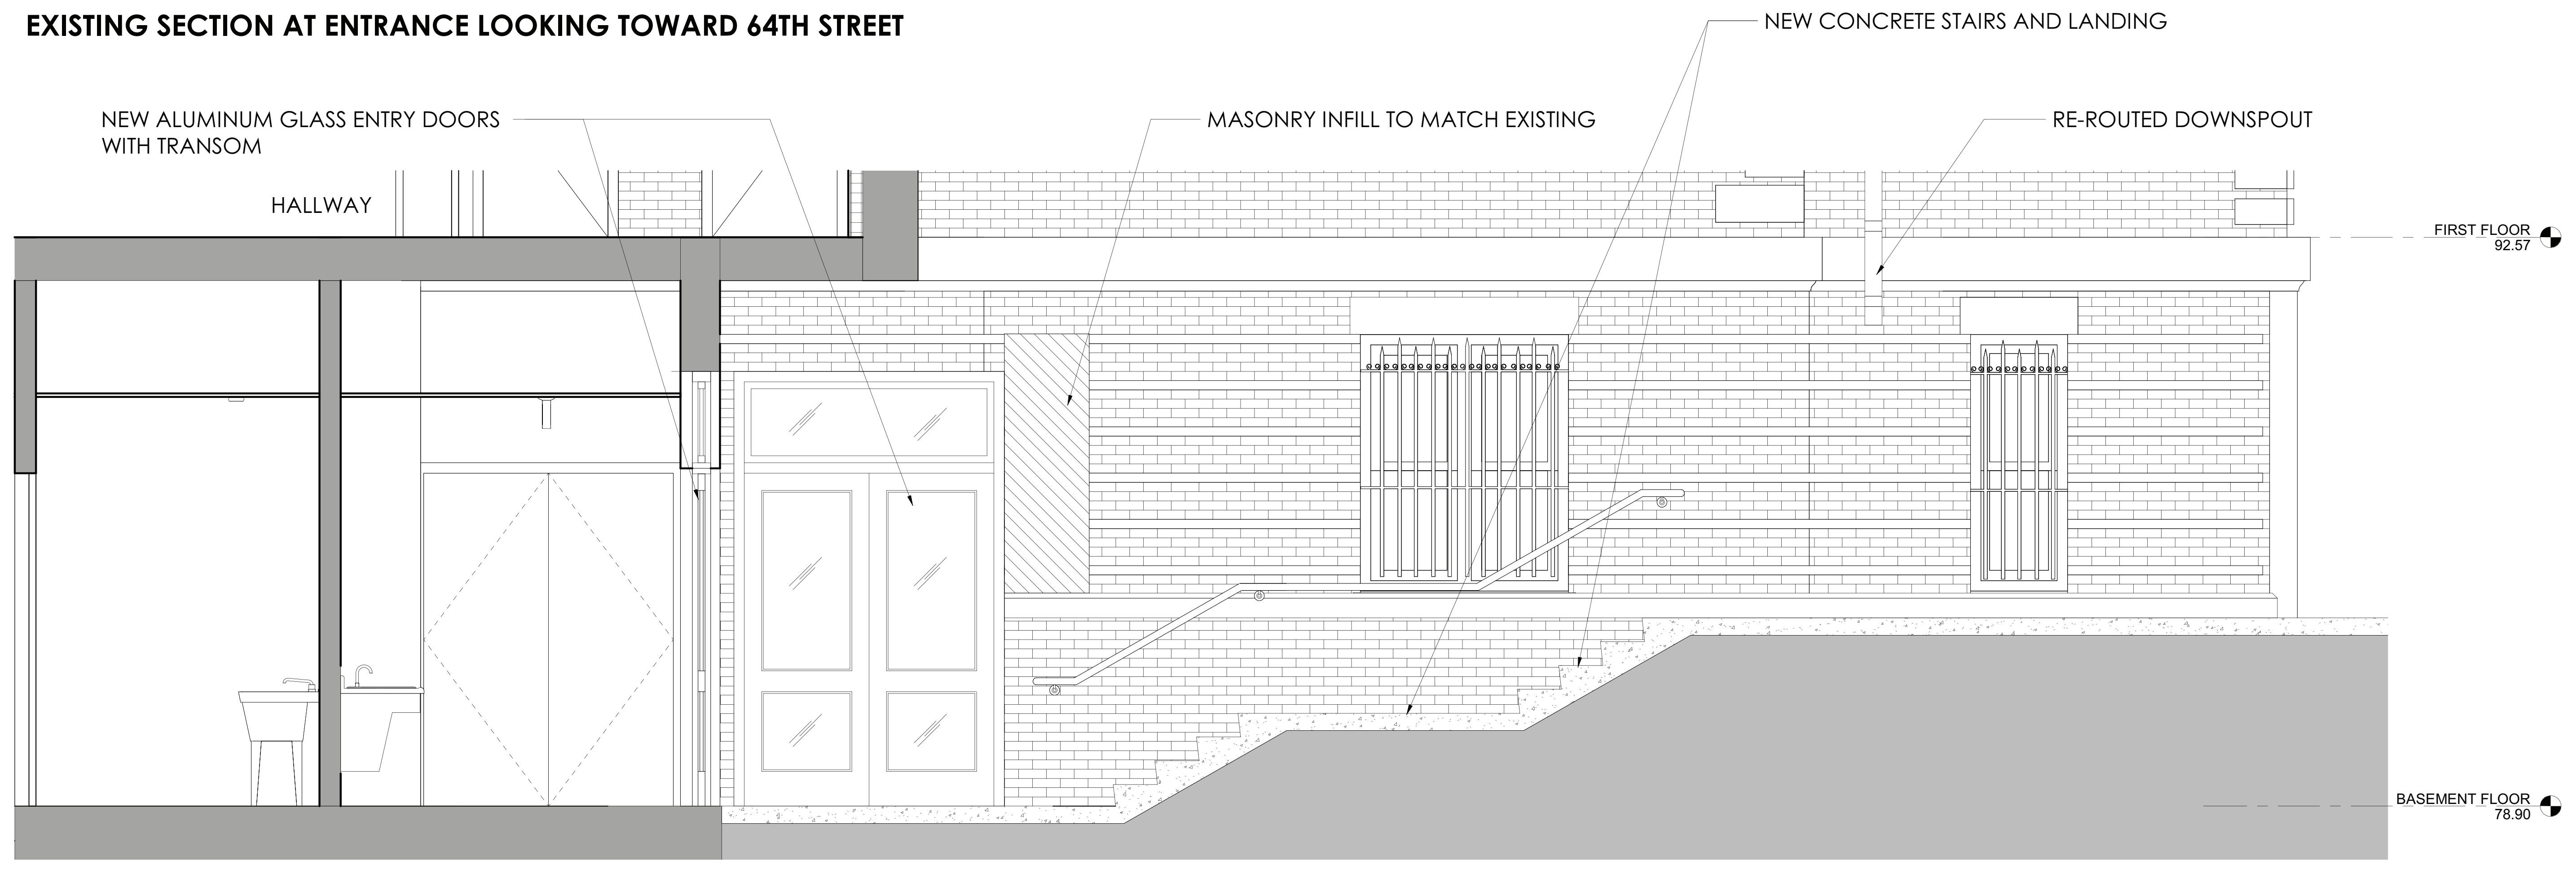 EXISTING SECTION AT ENTRANCE LOOKING TOWARD 64TH STREET
NEW CONCRETE STAIRS AND LANDING
NEW ALUMINUM GLASS ENTRY DOORS
WITH TRANSOM
MASONRY INFILL TO MATCH EXISTING
RE-ROUTED DOWNSPOUT
HALLWAY
FIRST FLOOR
92.57
BASEMENT FLOOR
78.90